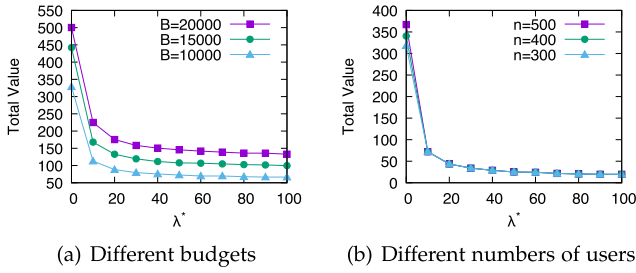 550
500
450
400
350
300
250
200
150
100
50
Total Value
B=20000
B=15000
B=10000
0 20 40 60 80 100
λ*
(a) Different budgets
400
350
300
250
200
150
100
50
0
Total Value
n=500
n=400
n=300
0 20 40 60 80 100
λ*
(b) Different numbers of users